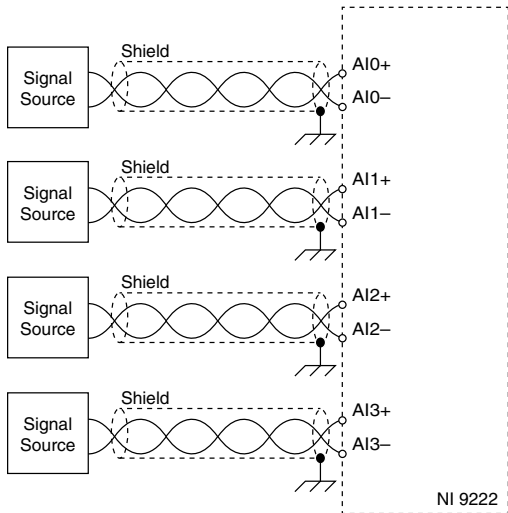 Shield
Signal
Source
AI0+
AI0–
Shield
Signal
Source
AI1+
AI1–
Shield
Signal
Source
AI2+
AI2–
Shield
Signal
Source
AI3+
AI3–
NI 9222